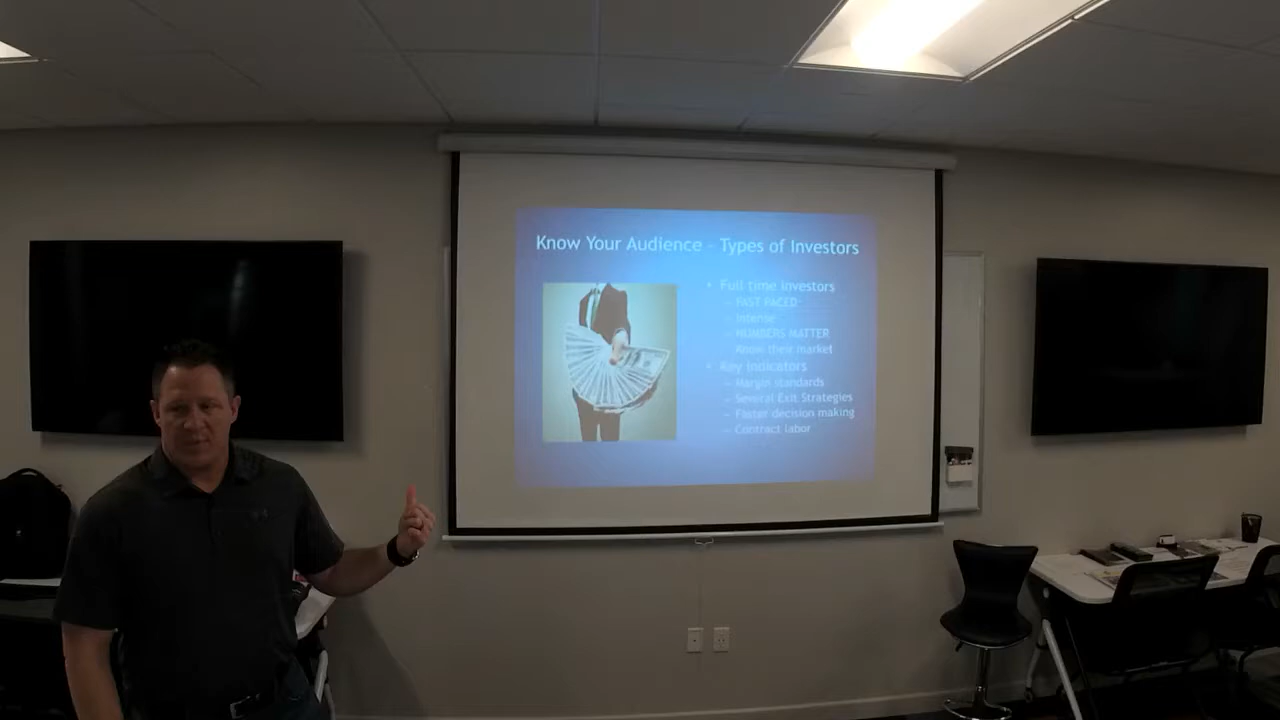 Know Your Audience - Types of Investors
• Full time investors
– FAST PACED
– Intense
– NUMBERS MATTER
– Know their market
• Key Indicators
– Margin standards
– Several Exit Strategies
– Faster decision making
– Contract labor